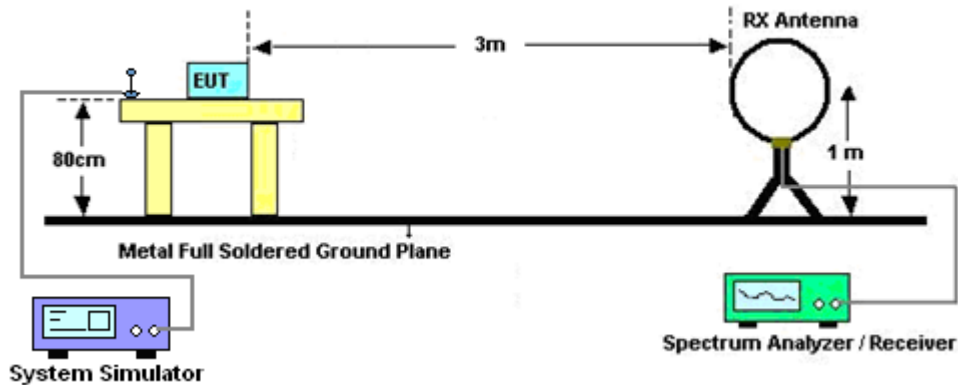 RX Antenna
3m
EUT
80cm
1 m
Metal Full Soldered Ground Plane
System Simulator
Spectrum Analyzer / Receiver